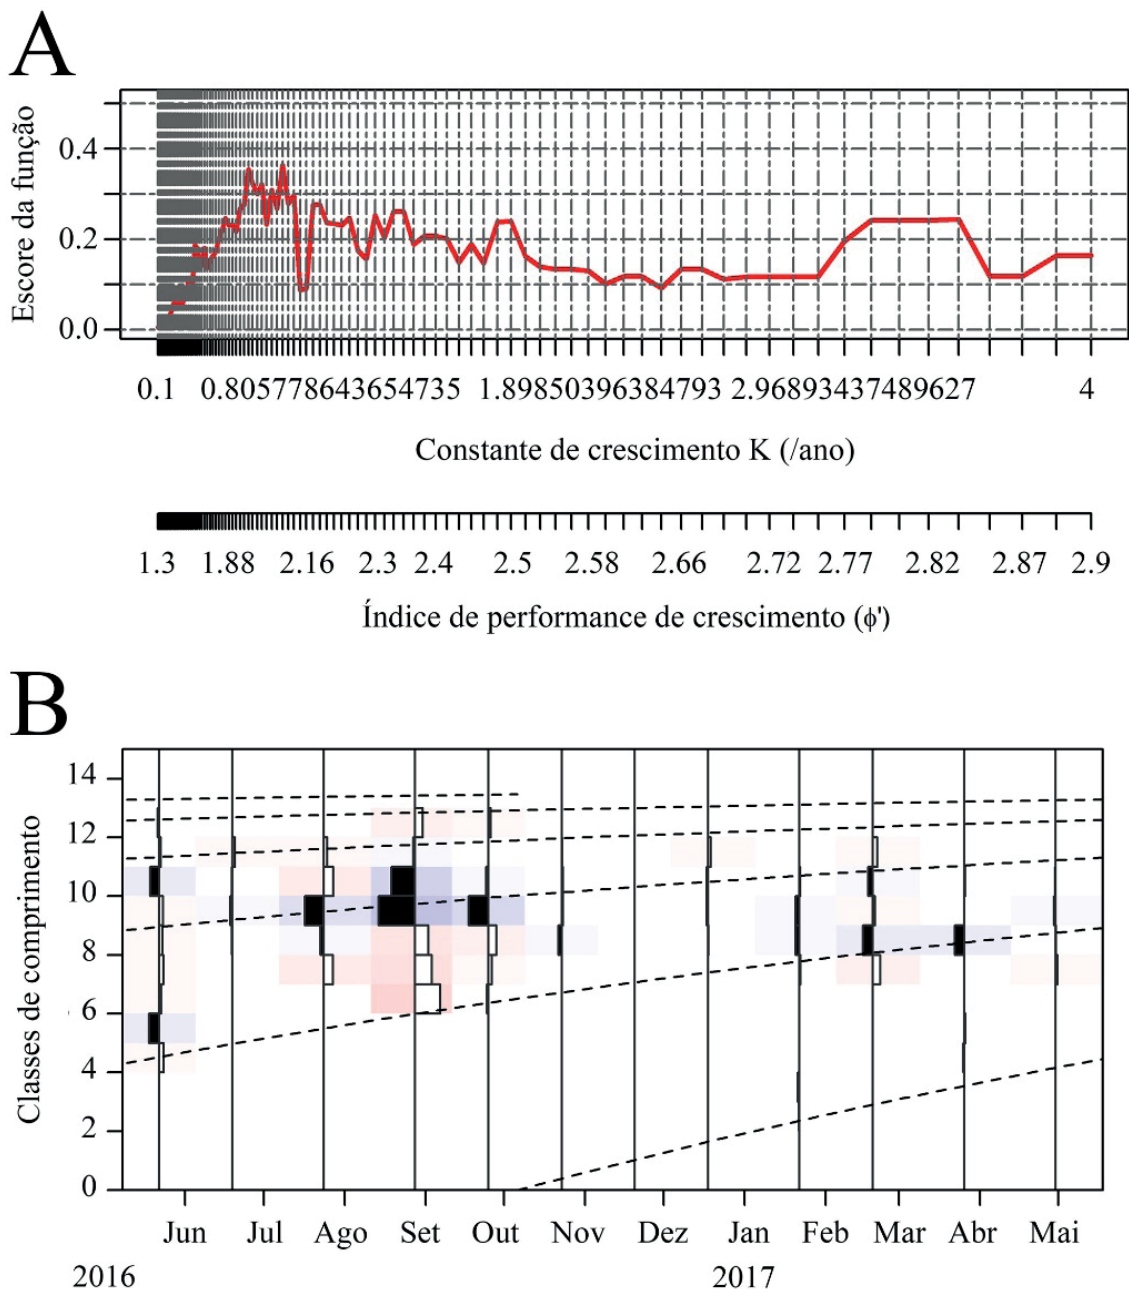 A
Escore da função
0.4
0.2
0.0
0.1 0.805778643654735 1.89850396384793 2.96893437489627 4
Constante de crescimento K (/ano)
1.3 1.88 2.16 2.3 2.4 2.5 2.58 2.66 2.72 2.77 2.82 2.87 2.9
Índice de performance de crescimento (ϕ')
B
Classes de comprimento
14
12
10
8
6
4
2
0
Jun Jul Ago Set Out Nov Dez Jan Feb Mar Abr Mai
2016 2017